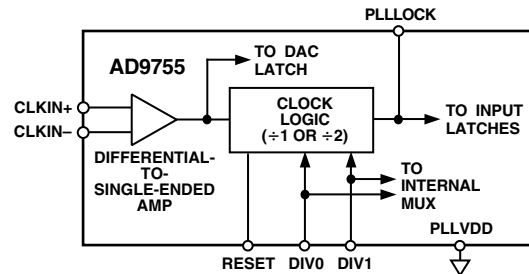 PLLLOCK
AD9755
TO DAC
LATCH
CLKIN+
CLKIN–
CLOCK
LOGIC
(÷1 OR ÷2)
TO INPUT
LATCHES
DIFFERENTIAL-
TO-
SINGLE-ENDED
AMP
TO
INTERNAL
MUX
PLLVDD
RESET
DIV0
DIV1